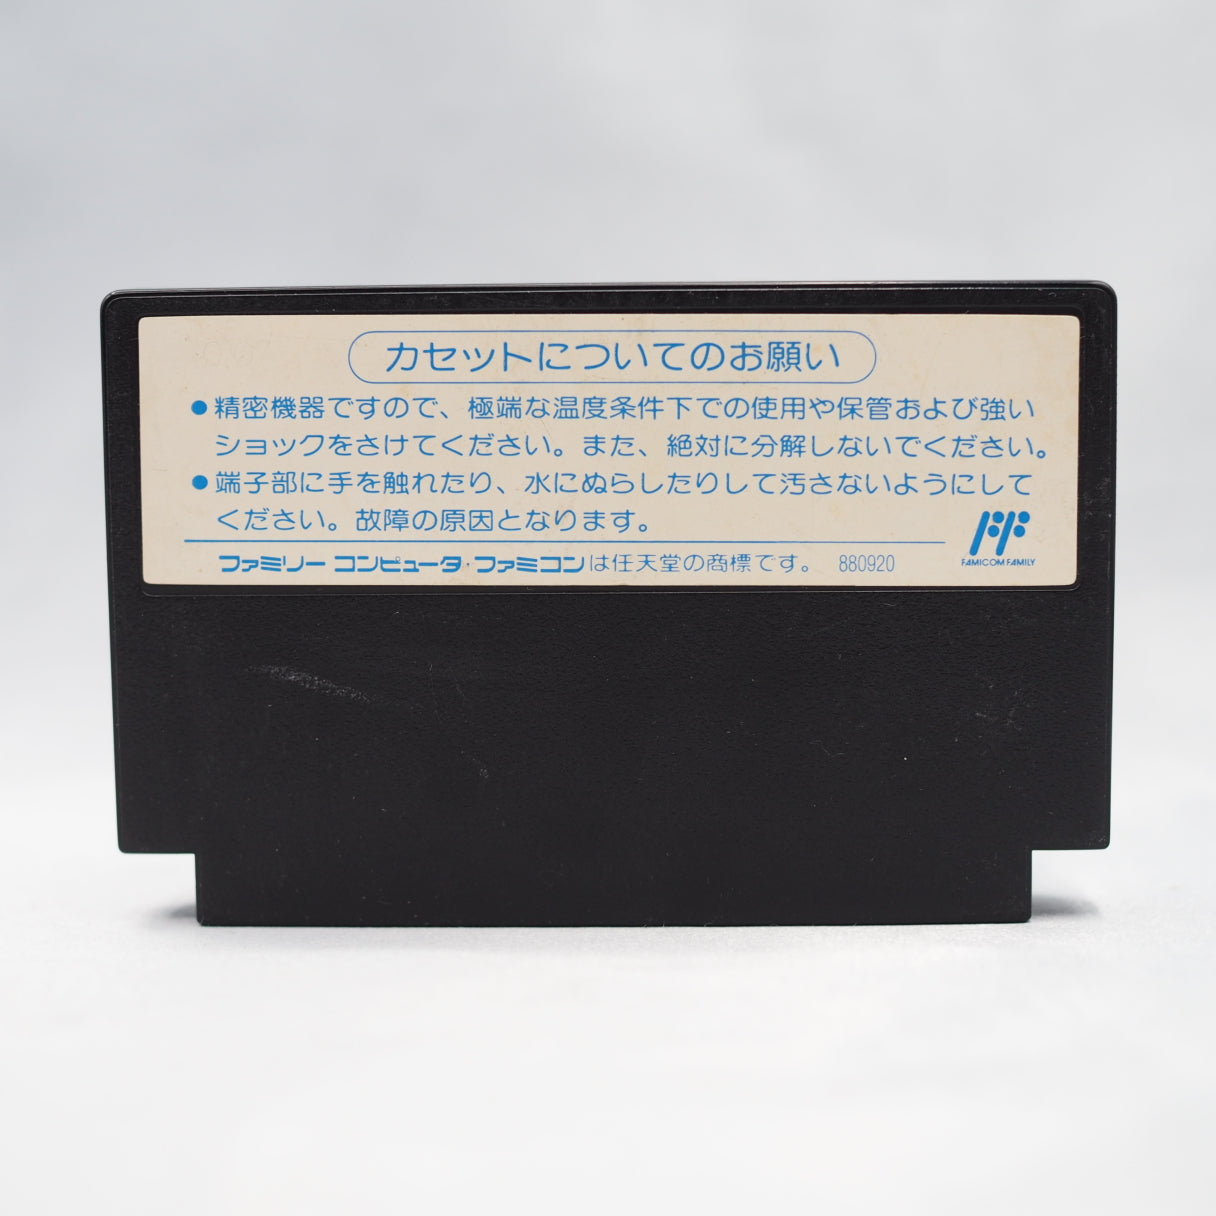 カセットについてのお願い
●精密機器ですので、極端な温度条件下での使用や保管および強い
ショックをさけてください。また、絶対に分解しないでください。
●端子部に手を触れたり、水にぬらしたりして汚さないようにして
ください。故障の原因となります。
ファミリーコンピュータ・ファミコンは任天堂の商標です。 880920
FAMICOM FAMILY